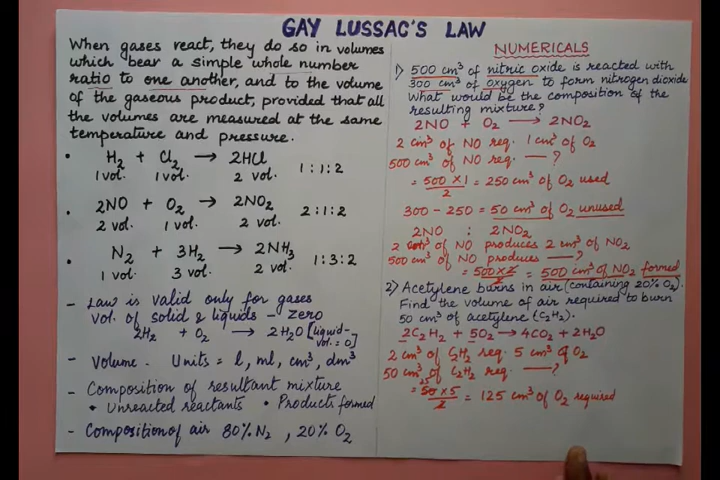 GAY LUSSAC'S LAW
When gases react, they do so in volumes
which bear a simple whole number
ratio to one another, and to the volume
of the gaseous product, provided that all
the volumes are measured at the same
temperature and pressure.
• H₂ + Cl₂ → 2HCl
1 vol. 1 vol. 2 vol. 1:1:2
• 2NO + O₂ → 2NO₂
2 vol. 1 vol. 2 vol. 2:1:2
• N₂ + 3H₂ → 2NH₃
1 vol. 3 vol. 2 vol. 1:3:2
- Law is valid only for gases
Vol. of solid & liquids - zero
2H₂ + O₂ → 2H₂O [liquid-
vol. = 0]
- Volume - Units = l, ml, cm³, dm³
- Composition of resultant mixture
• Unreacted reactants • Products formed
- Composition of air 80% N₂, 20% O₂
NUMERICALS
1) 500 cm³ of nitric oxide is reacted with
300 cm³ of oxygen to form nitrogen dioxide
What would be the composition of the
resulting mixture?
2NO + O₂ → 2NO₂
2 cm³ of NO req. 1 cm³ of O₂
500 cm³ of NO req. — ?
= 500 × 1 / 2 = 250 cm³ of O₂ used
300 - 250 = 50 cm³ of O₂ unused
2NO : 2NO₂
2 cm³ of NO produces 2 cm³ of NO₂
500 cm³ of NO produces — ?
= 500 × 2 / 2 = 500 cm³ of NO₂ formed
2) Acetylene burns in air (containing 20% O₂)
Find the volume of air required to burn
50 cm³ of acetylene (C₂H₂).
2C₂H₂ + 5O₂ → 4CO₂ + 2H₂O
2 cm³ of C₂H₂ req. 5 cm³ of O₂
50 cm³ of C₂H₂ req. — ?
25
= 50 × 5 / 2 = 125 cm³ of O₂ required